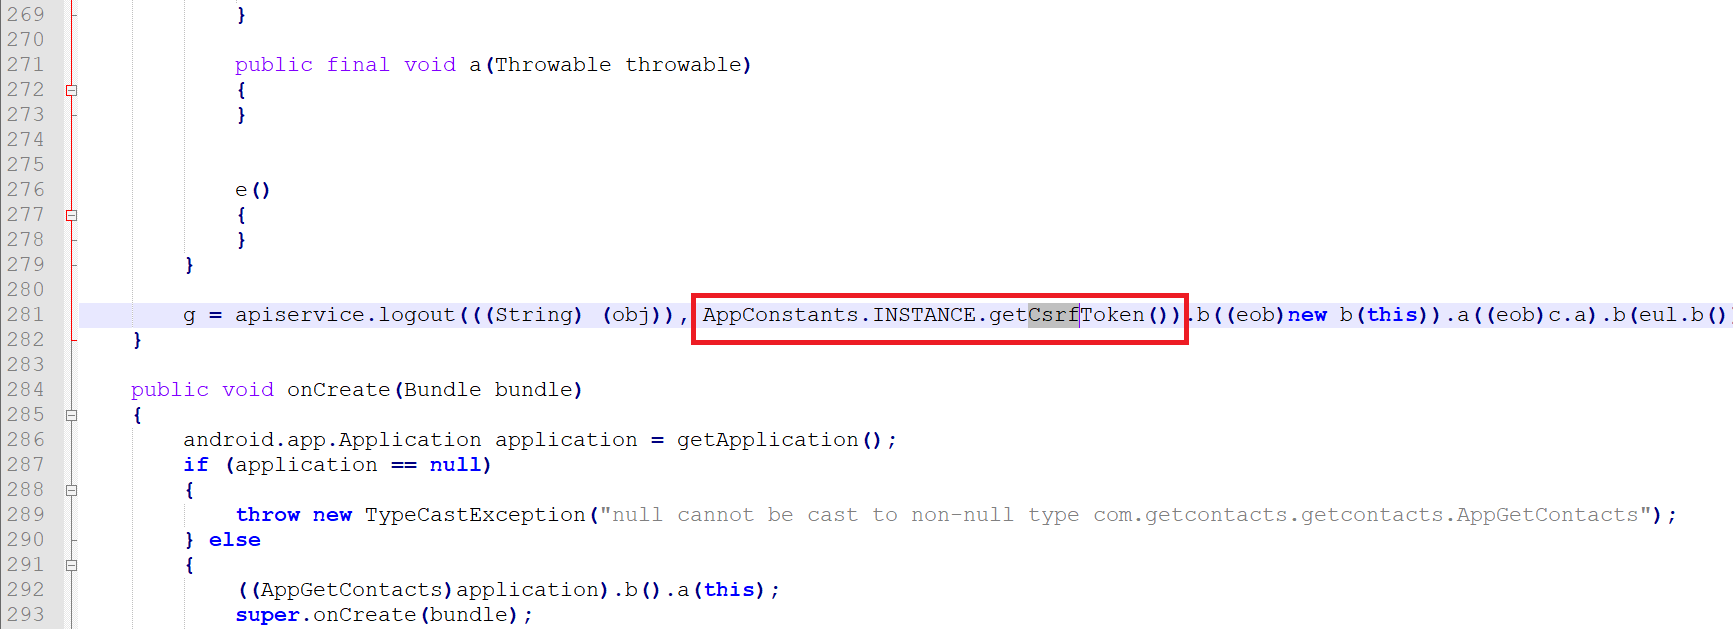 269 }
270
271 public final void a(Throwable throwable)
272 {
273 }
274
275
276 e()
277 {
278 }
279 }
280
281 g = apiservice.logout(((String) (obj)), AppConstants.INSTANCE.getCsrfToken()).b((eob)new b(this)).a((eob)c.a).b(eul.b()
282 }
283
284 public void onCreate(Bundle bundle)
285 {
286 android.app.Application application = getApplication();
287 if (application == null)
288 {
289 throw new TypeCastException("null cannot be cast to non-null type com.getcontacts.getcontacts.AppGetContacts");
290 } else
291 {
292 ((AppGetContacts)application).b().a(this);
293 super.onCreate(bundle);